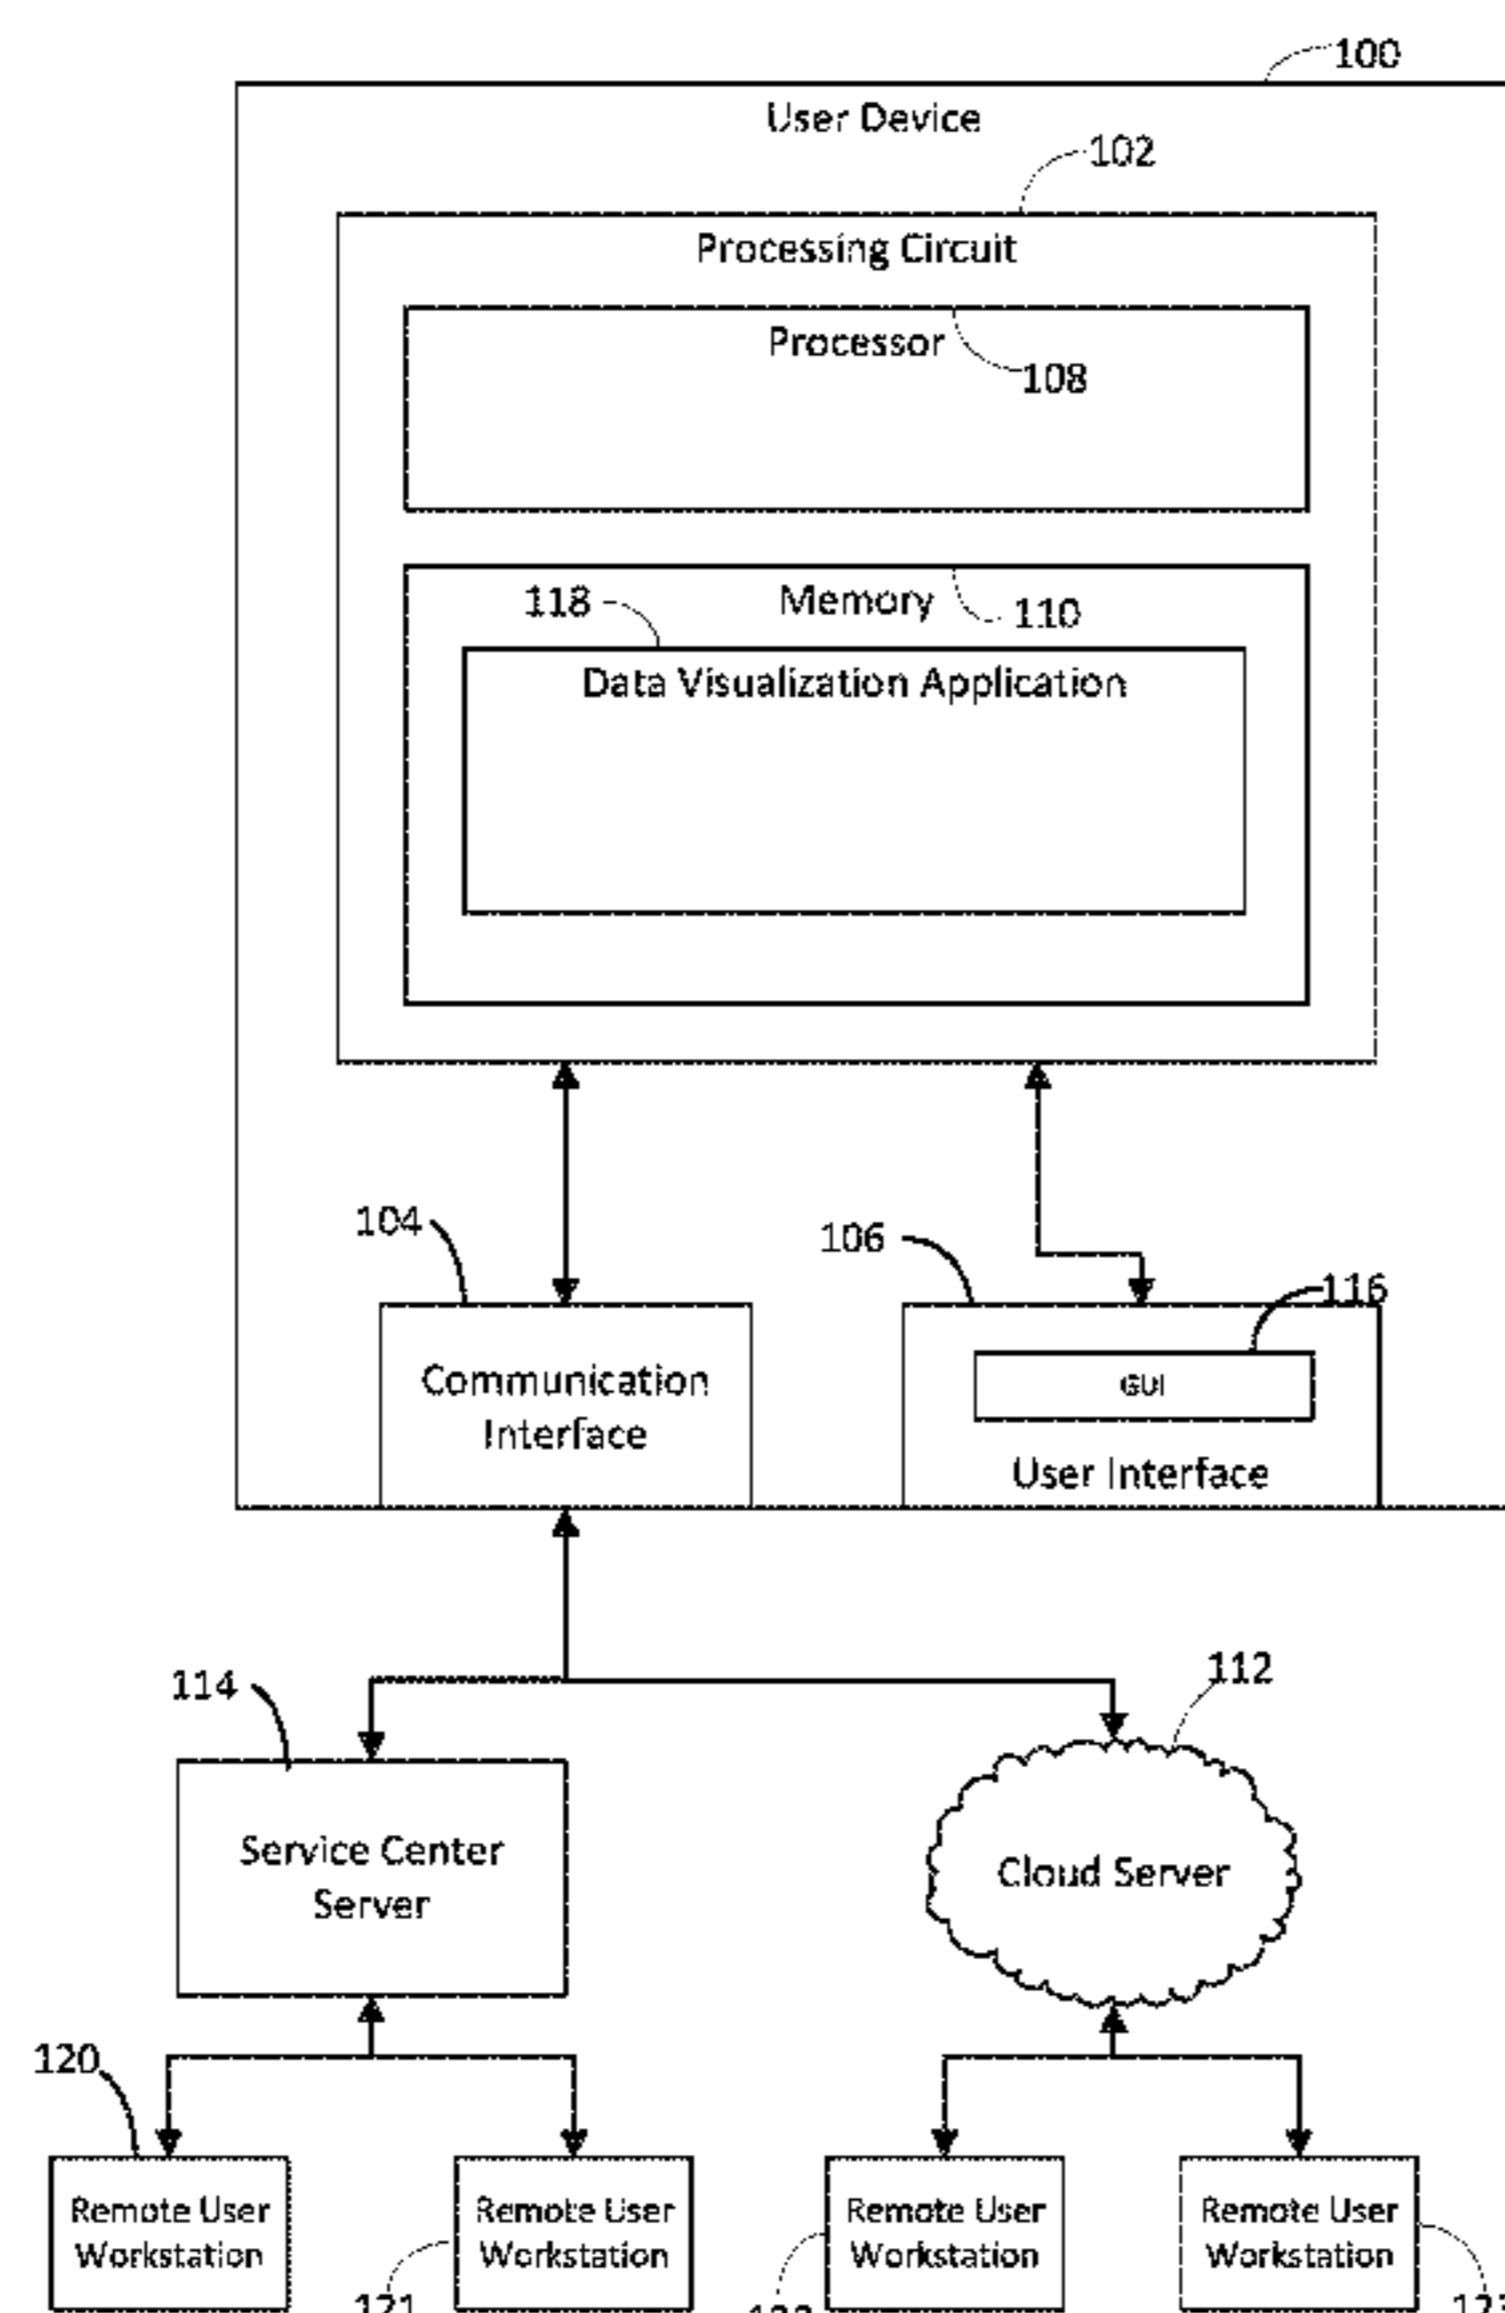 100
User Device
102
Processing Circuit
Processor
108
118
Memory
110
Data Visualization Application
104
106
116
Communication
Interface
GUI
User Interface
114
112
Service Center
Server
Cloud Server
120
Remote User
Workstation
Remote User
Workstation
Remote User
Workstation
Remote User
Workstation
121